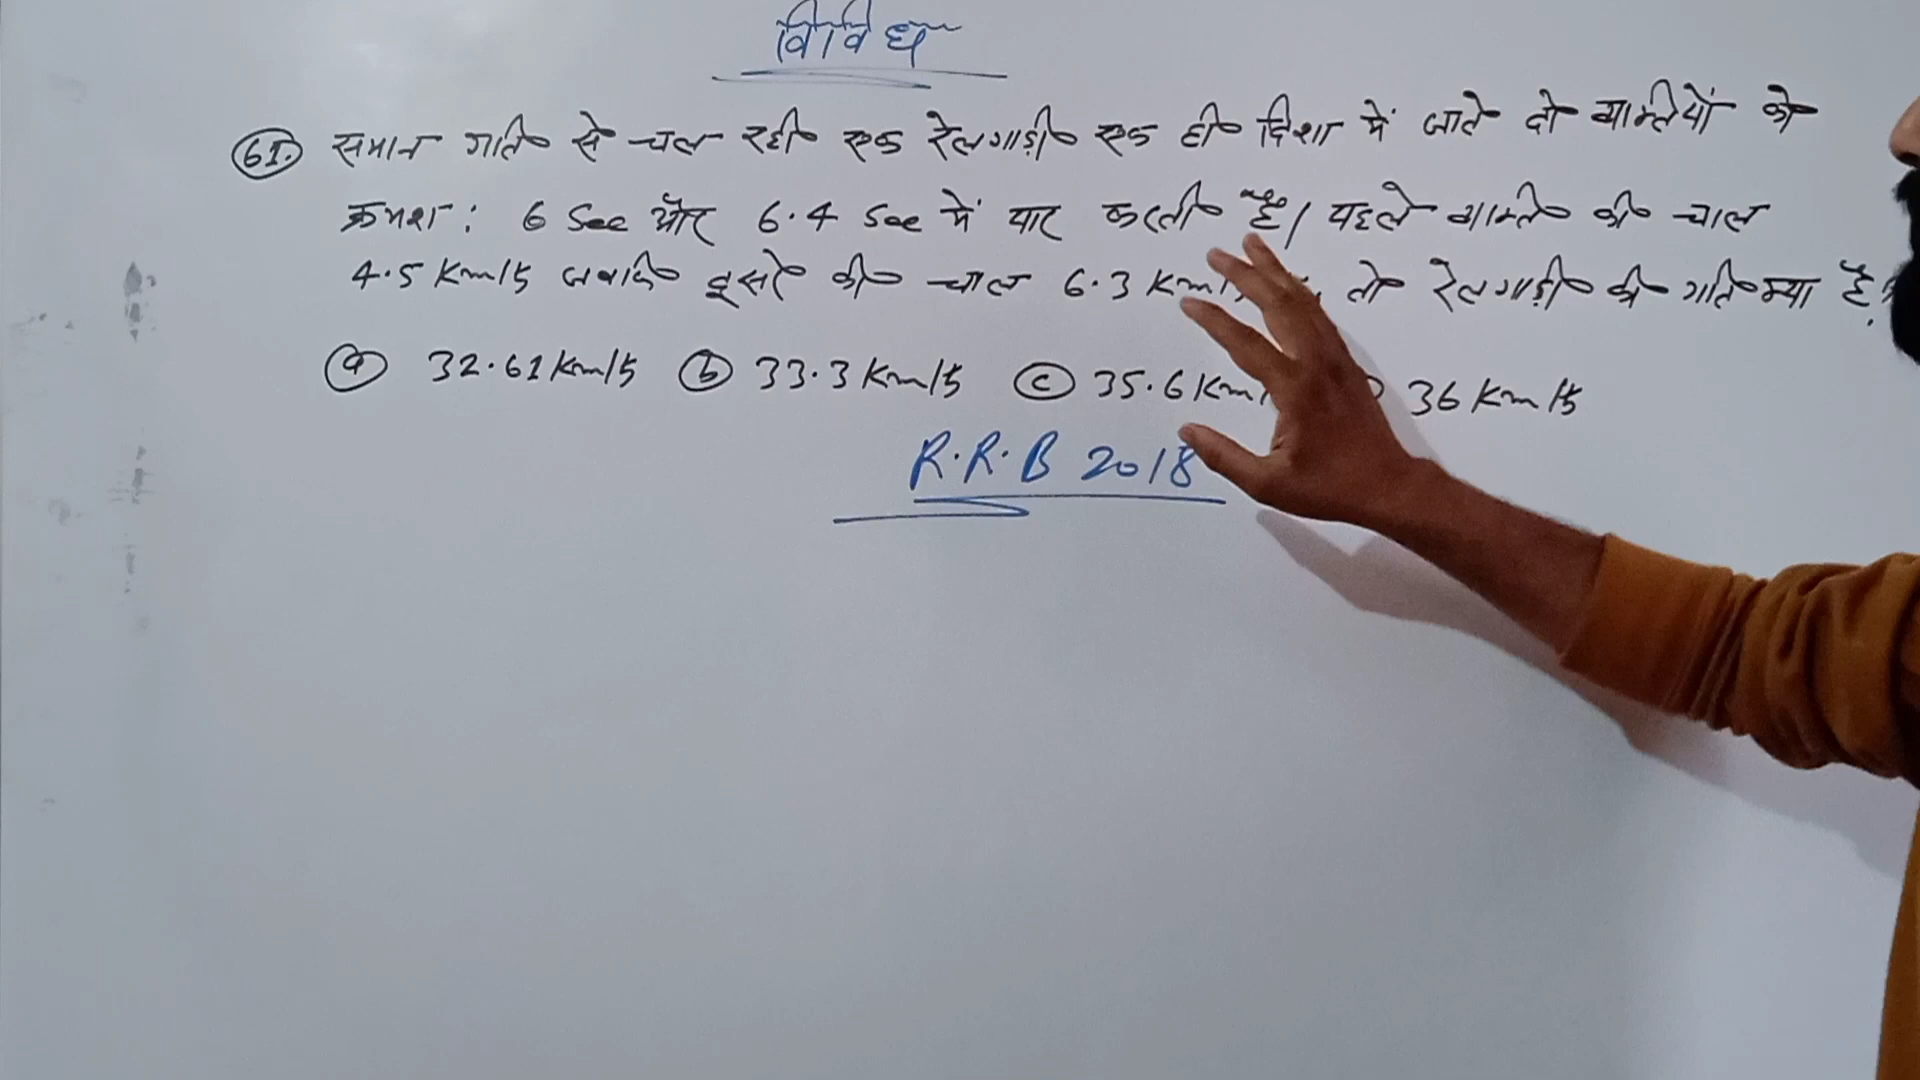 विविध
61. समान गति से चल रही एक रेलगाड़ी एक ही दिशा में जाते दो व्यक्तियों को
क्रमश: 6 Sec और 6.4 Sec में पार करती है। पहले व्यक्ति की चाल
4.5 Km/h जबकि दूसरे की चाल 6.3 Km/ तो रेलगाड़ी की गति क्या है
a 32.61 Km/h b 33.3 Km/h c 35.6 Km/ 36 Km/h
R.R.B 2018